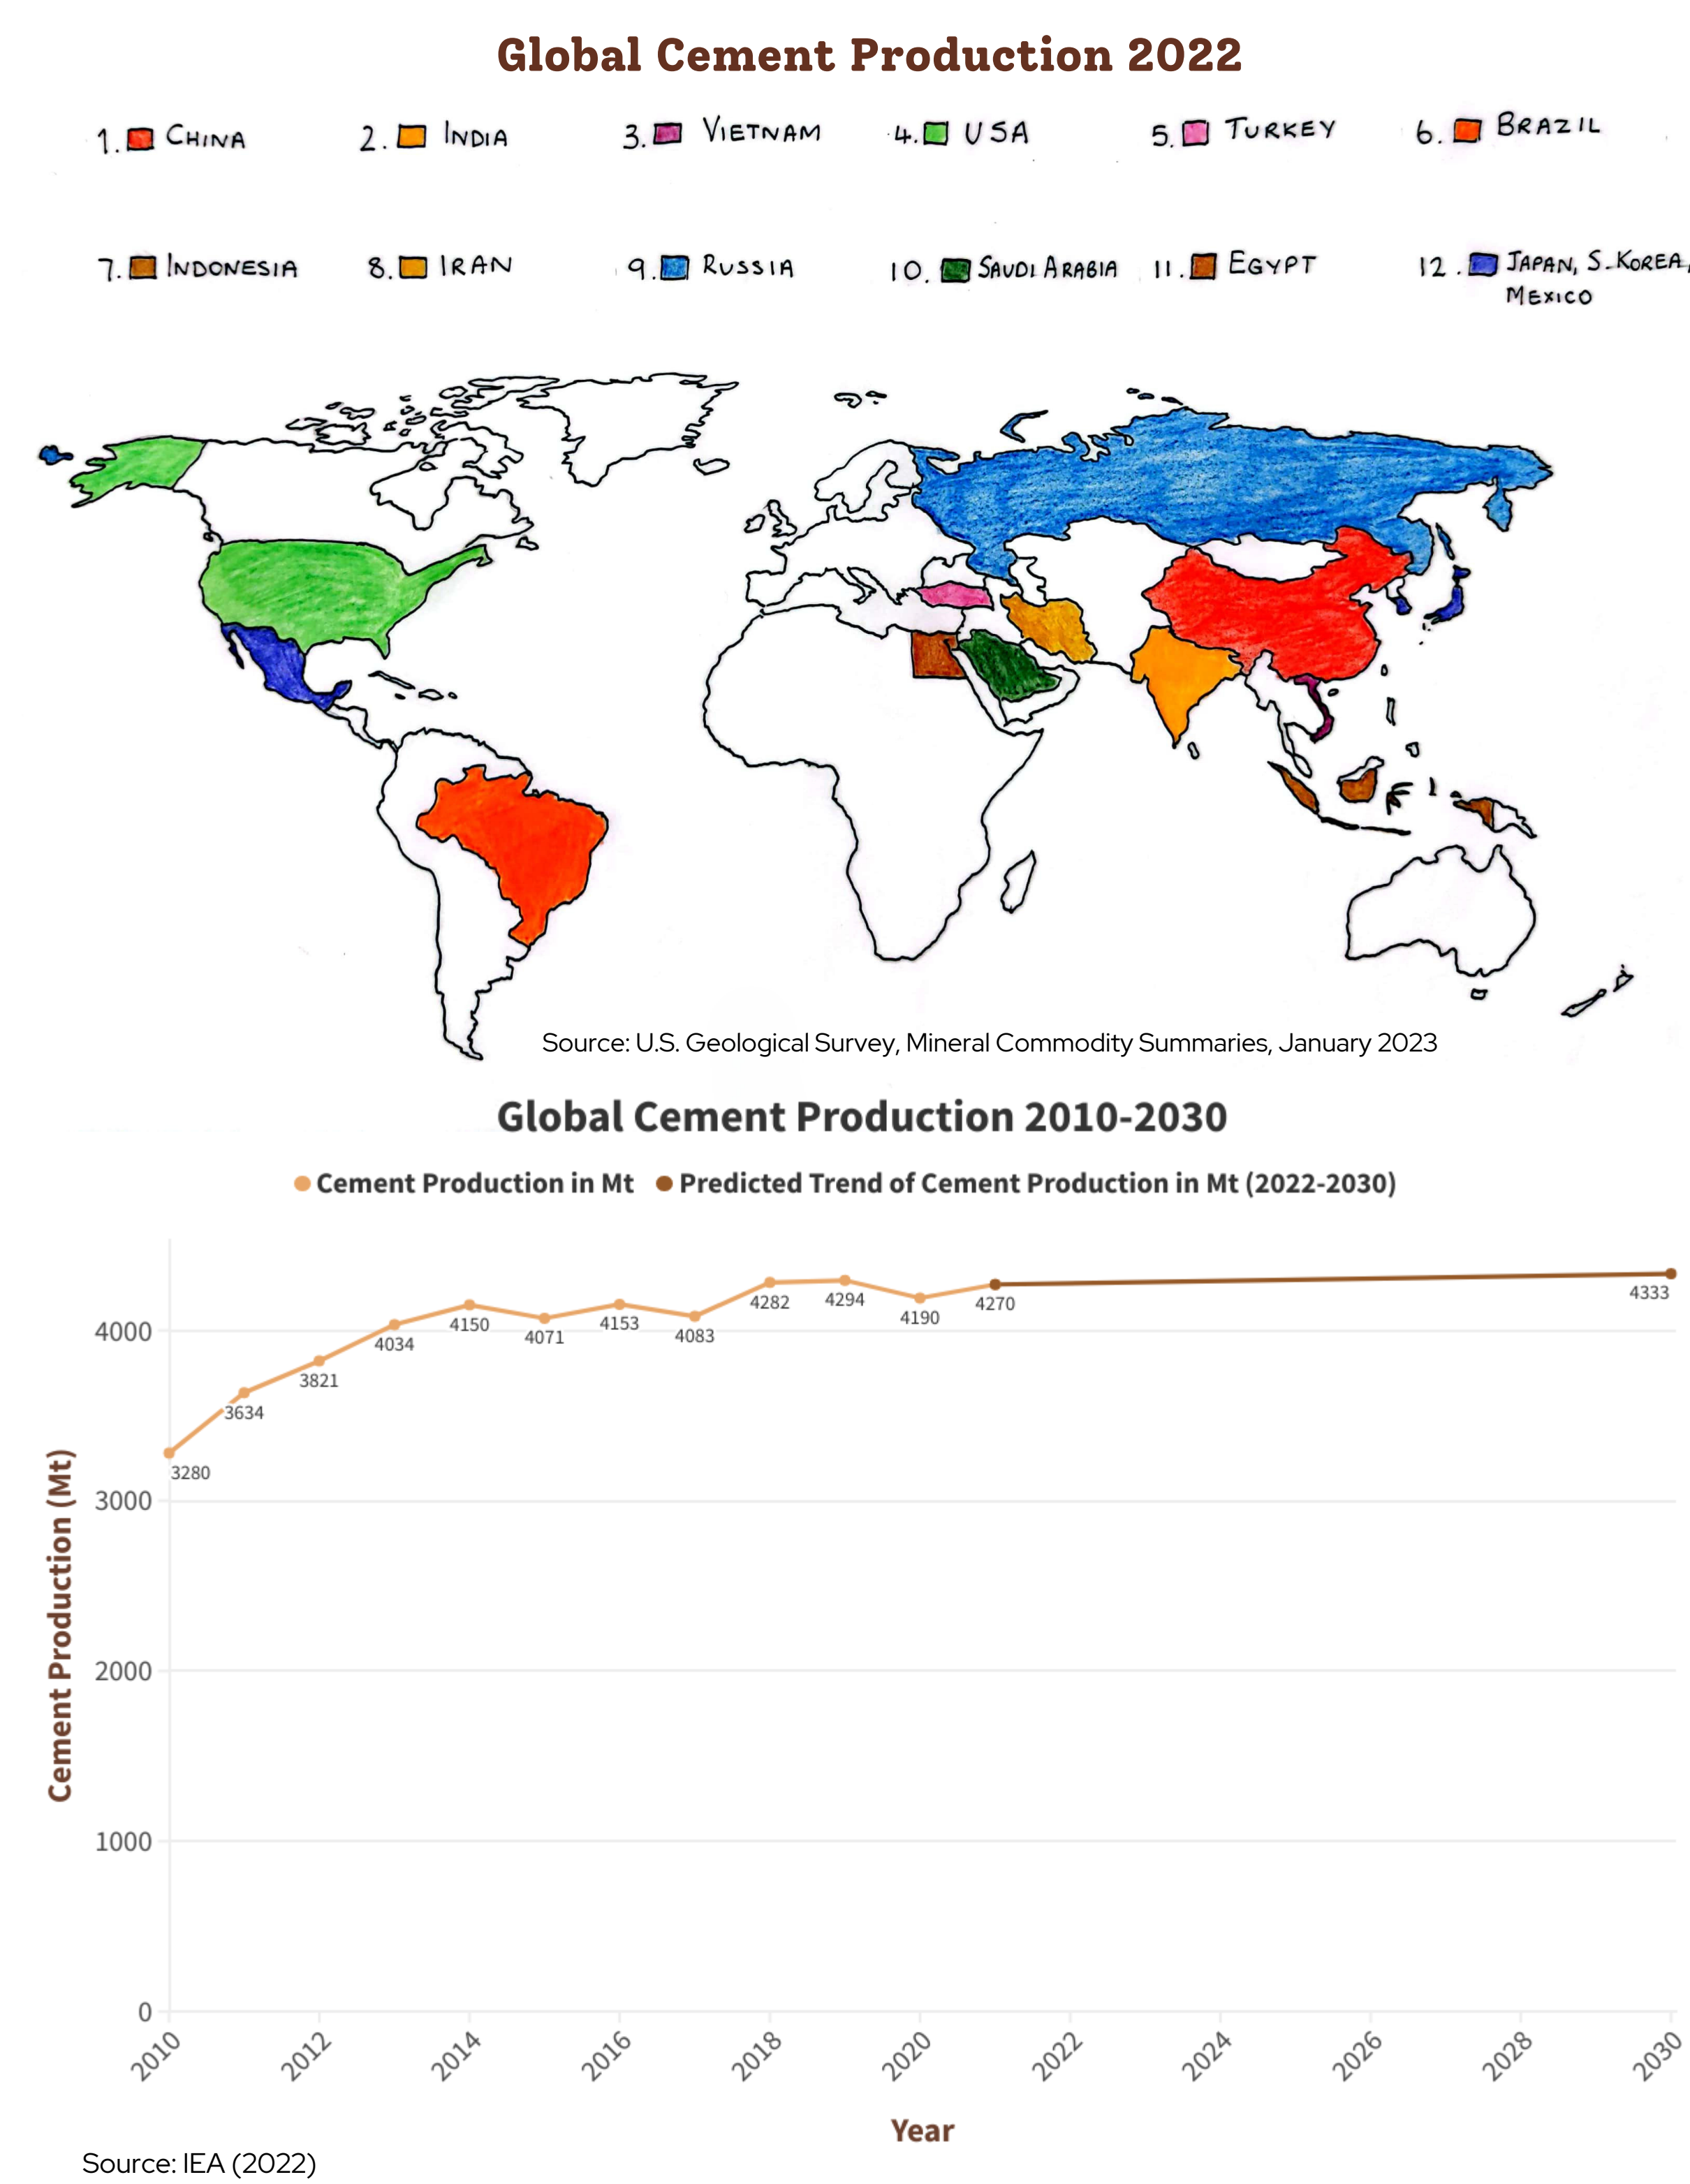 Global Cement Production 2022
1. CHINA 2. INDIA 3. VIETNAM 4. USA 5. TURKEY 6. BRAZIL
7. INDONESIA 8. IRAN 9. RUSSIA 10. SAUDI ARABIA 11. EGYPT 12. JAPAN, S-KOREA,
MEXICO
Source: U.S. Geological Survey, Mineral Commodity Summaries, January 2023
Global Cement Production 2010-2030
Cement Production in Mt Predicted Trend of Cement Production in Mt (2022-2030)
Cement Production (Mt)
4000
3000
2000
1000
0
3280
3634
3821
4034
4150
4071
4153
4083
4282
4294
4190
4270
4333
2010 2012 2014 2016 2018 2020 2022 2024 2026 2028 2030
Year
Source: IEA (2022)